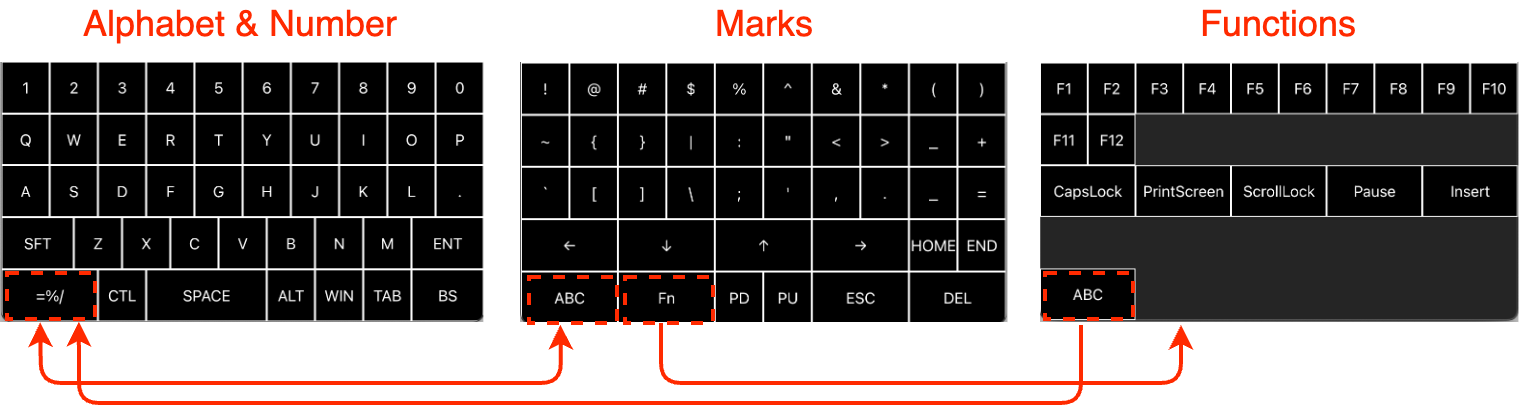 Alphabet & Number Marks Functions
1 2 3 4 5 6 7 8 9 0
Q W E R T Y U I O P
A S D F G H J K L .
SFT Z X C V B N M ENT
=%/ CTL SPACE ALT WIN TAB BS
! @ # $ % ^ & * ( )
~ { } | : " < > _ +
` [ ] \ ; ' , . _ =
← ↓ ↑ → HOME END
ABC Fn PD PU ESC DEL
F1 F2 F3 F4 F5 F6 F7 F8 F9 F10
F11 F12
CapsLock PrintScreen ScrollLock Pause Insert
ABC